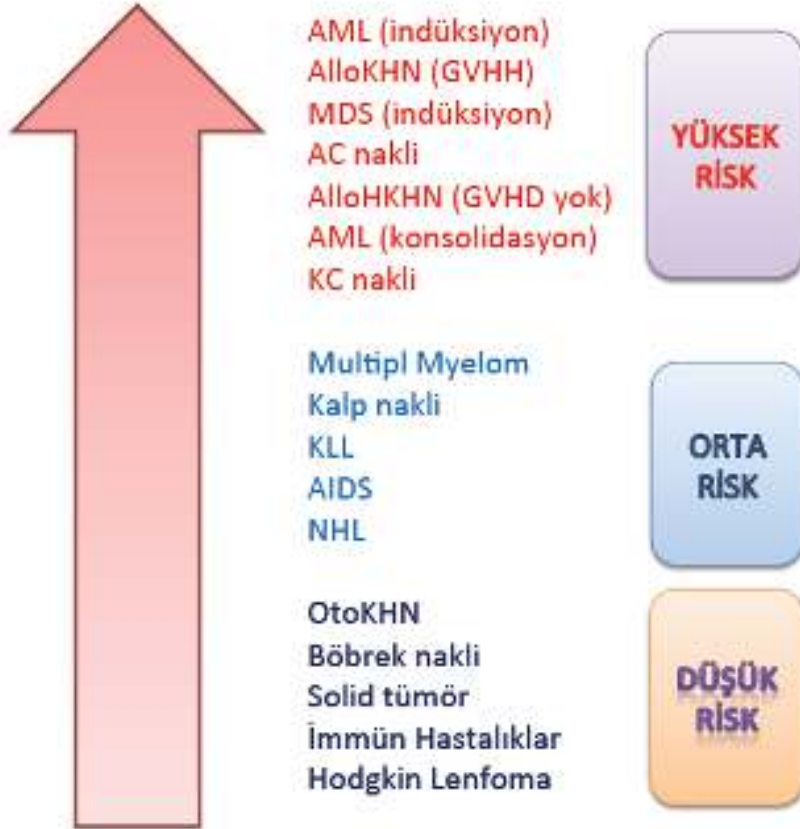 AML (indüksiyon)
AlloKHN (GVHH)
MDS (indüksiyon)
AC nakli
AlloHKHN (GVHD yok)
AML (konsolidasyon)
KC nakli
YÜKSEK
RİSK
Multipl Myelom
Kalp nakli
KLL
AIDS
NHL
ORTA
RİSK
OtoKHN
Böbrek nakli
Solid tümör
İmmün Hastalıklar
Hodgkin Lenfoma
DÜŞÜK
RİSK